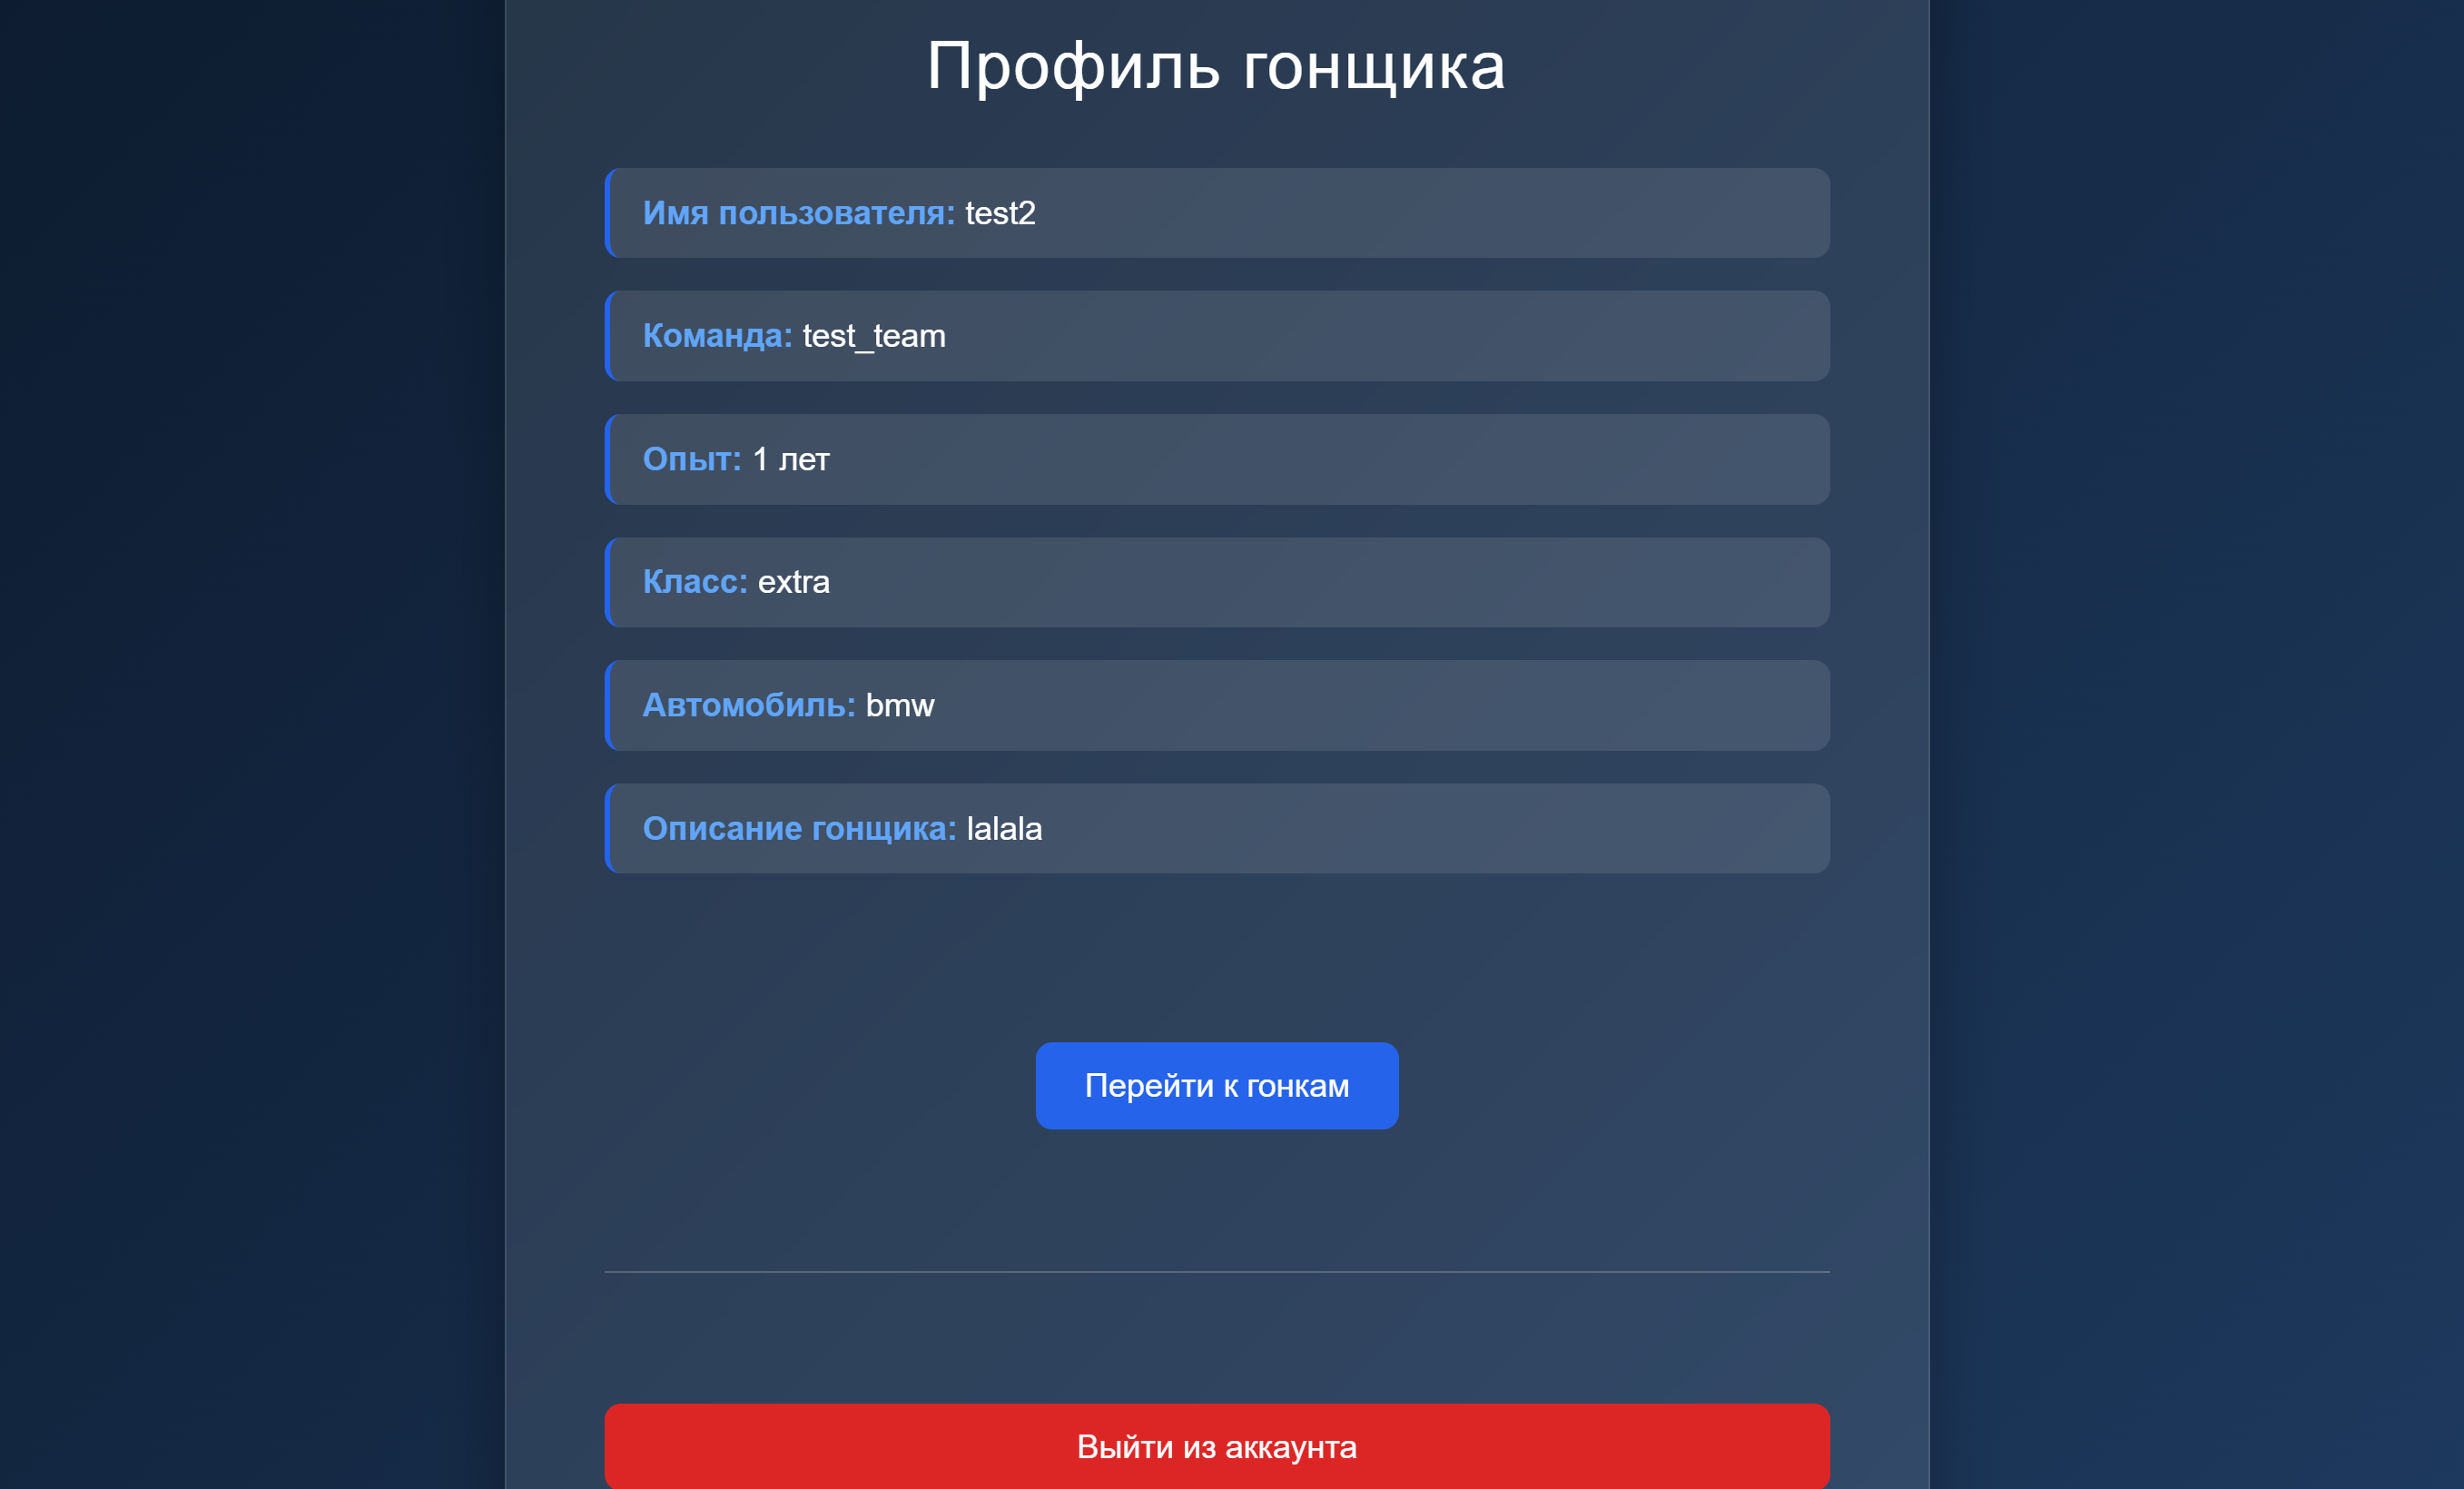 Профиль гонщика
Имя пользователя: test2
Команда: test_team
Опыт: 1 лет
Класс: extra
Автомобиль: bmw
Описание гонщика: lalala
Перейти к гонкам
Выйти из аккаунта